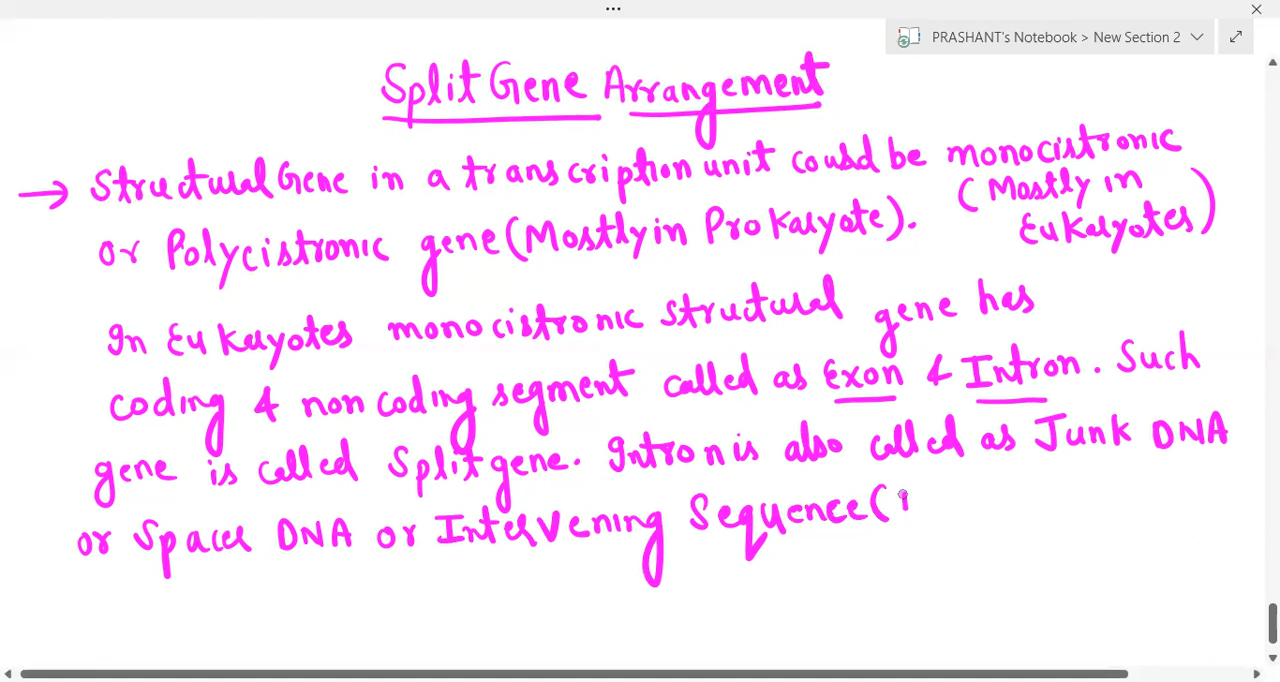 ...
PRASHANT's Notebook > New Section 2
Split Gene Arrangement
→ Structural Gene in a transcription unit could be monocistronic
(Mostly in
Eukaryotes)
or Polycistronic gene (Mostly in Prokaryote).
In Eukaryotes monocistronic structural gene has
coding & non coding segment called as Exon & Intron. Such
gene is called Split gene. Intron is also called as Junk DNA
or Spacer DNA or Intervening Sequence (